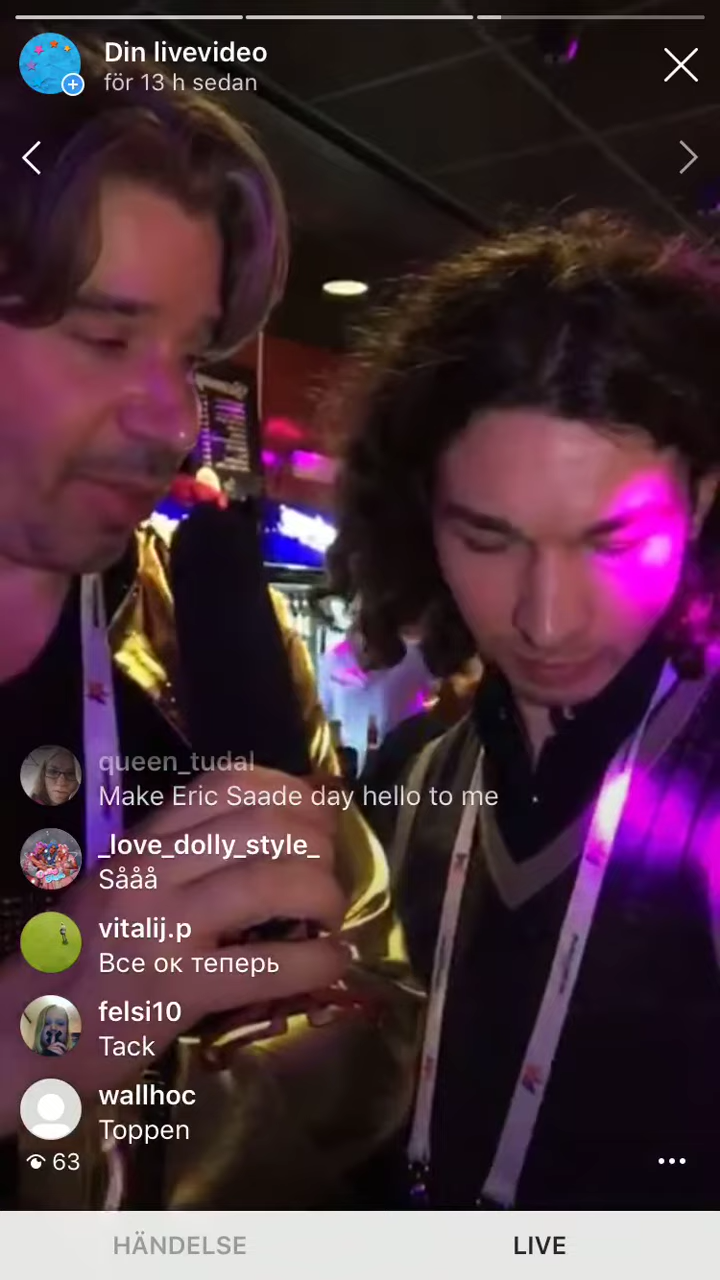 Din livevideo
för 13 h sedan
queen_tudal
Make Eric Saade day hello to me
_love_dolly_style_
Sååå
vitalij.p
Все ок теперь
felsi10
Tack
wallhoc
Toppen
63
HÄNDELSE
LIVE